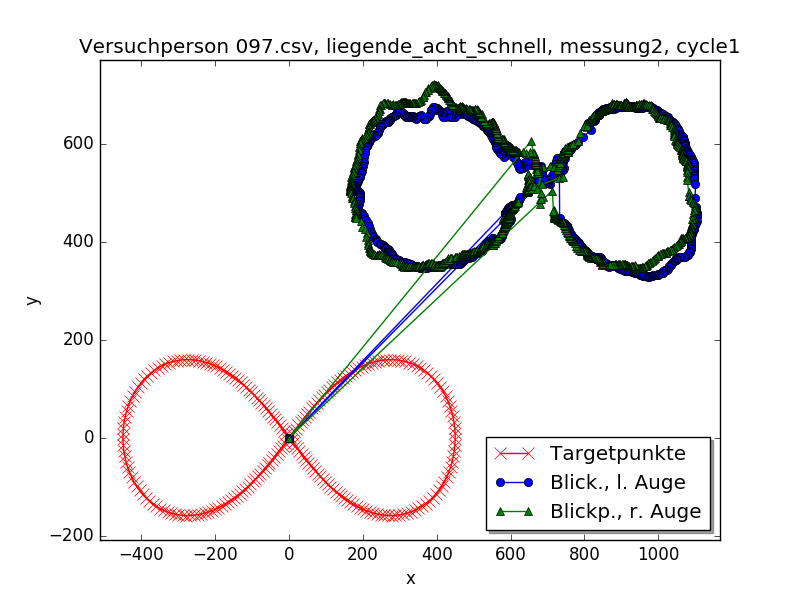 Versuchperson 097.csv, liegende_acht_schnell, messung2, cycle1
y
600
400
200
0
−200
−400
−200
0
200
400
600
800
1000
x
Targetpunkte
Blick., l. Auge
Blickp., r. Auge